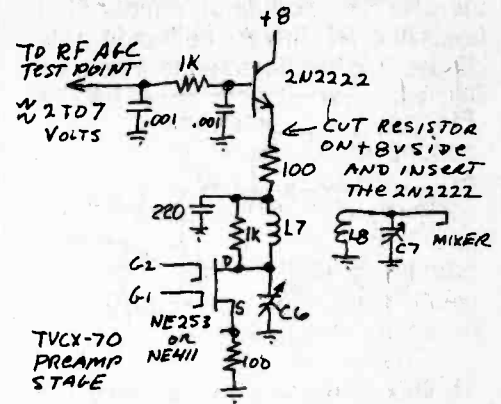 +8
TO RF AGC
TEST POINT
≈ 2 TO 7
VOLTS
1K
.001
.001
2N2222
CUT RESISTOR
ON +8V SIDE
AND INSERT
THE 2N2222
100
220
1K
L7
L8
C7
MIXER
G2
G1
D
S
C6
NE253
OR
NE411
100
TVCX-70
PREAMP
STAGE